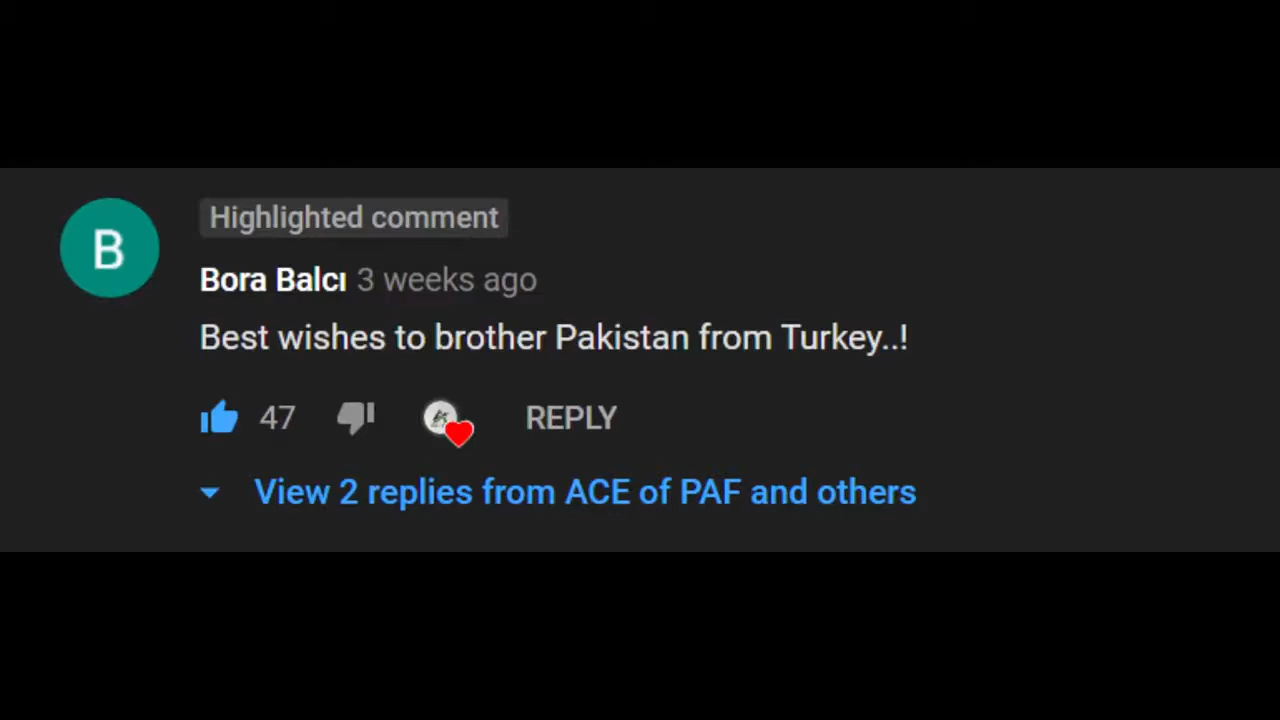 B
Highlighted comment
Bora Balcı 3 weeks ago
Best wishes to brother Pakistan from Turkey..!
47 REPLY
View 2 replies from ACE of PAF and others